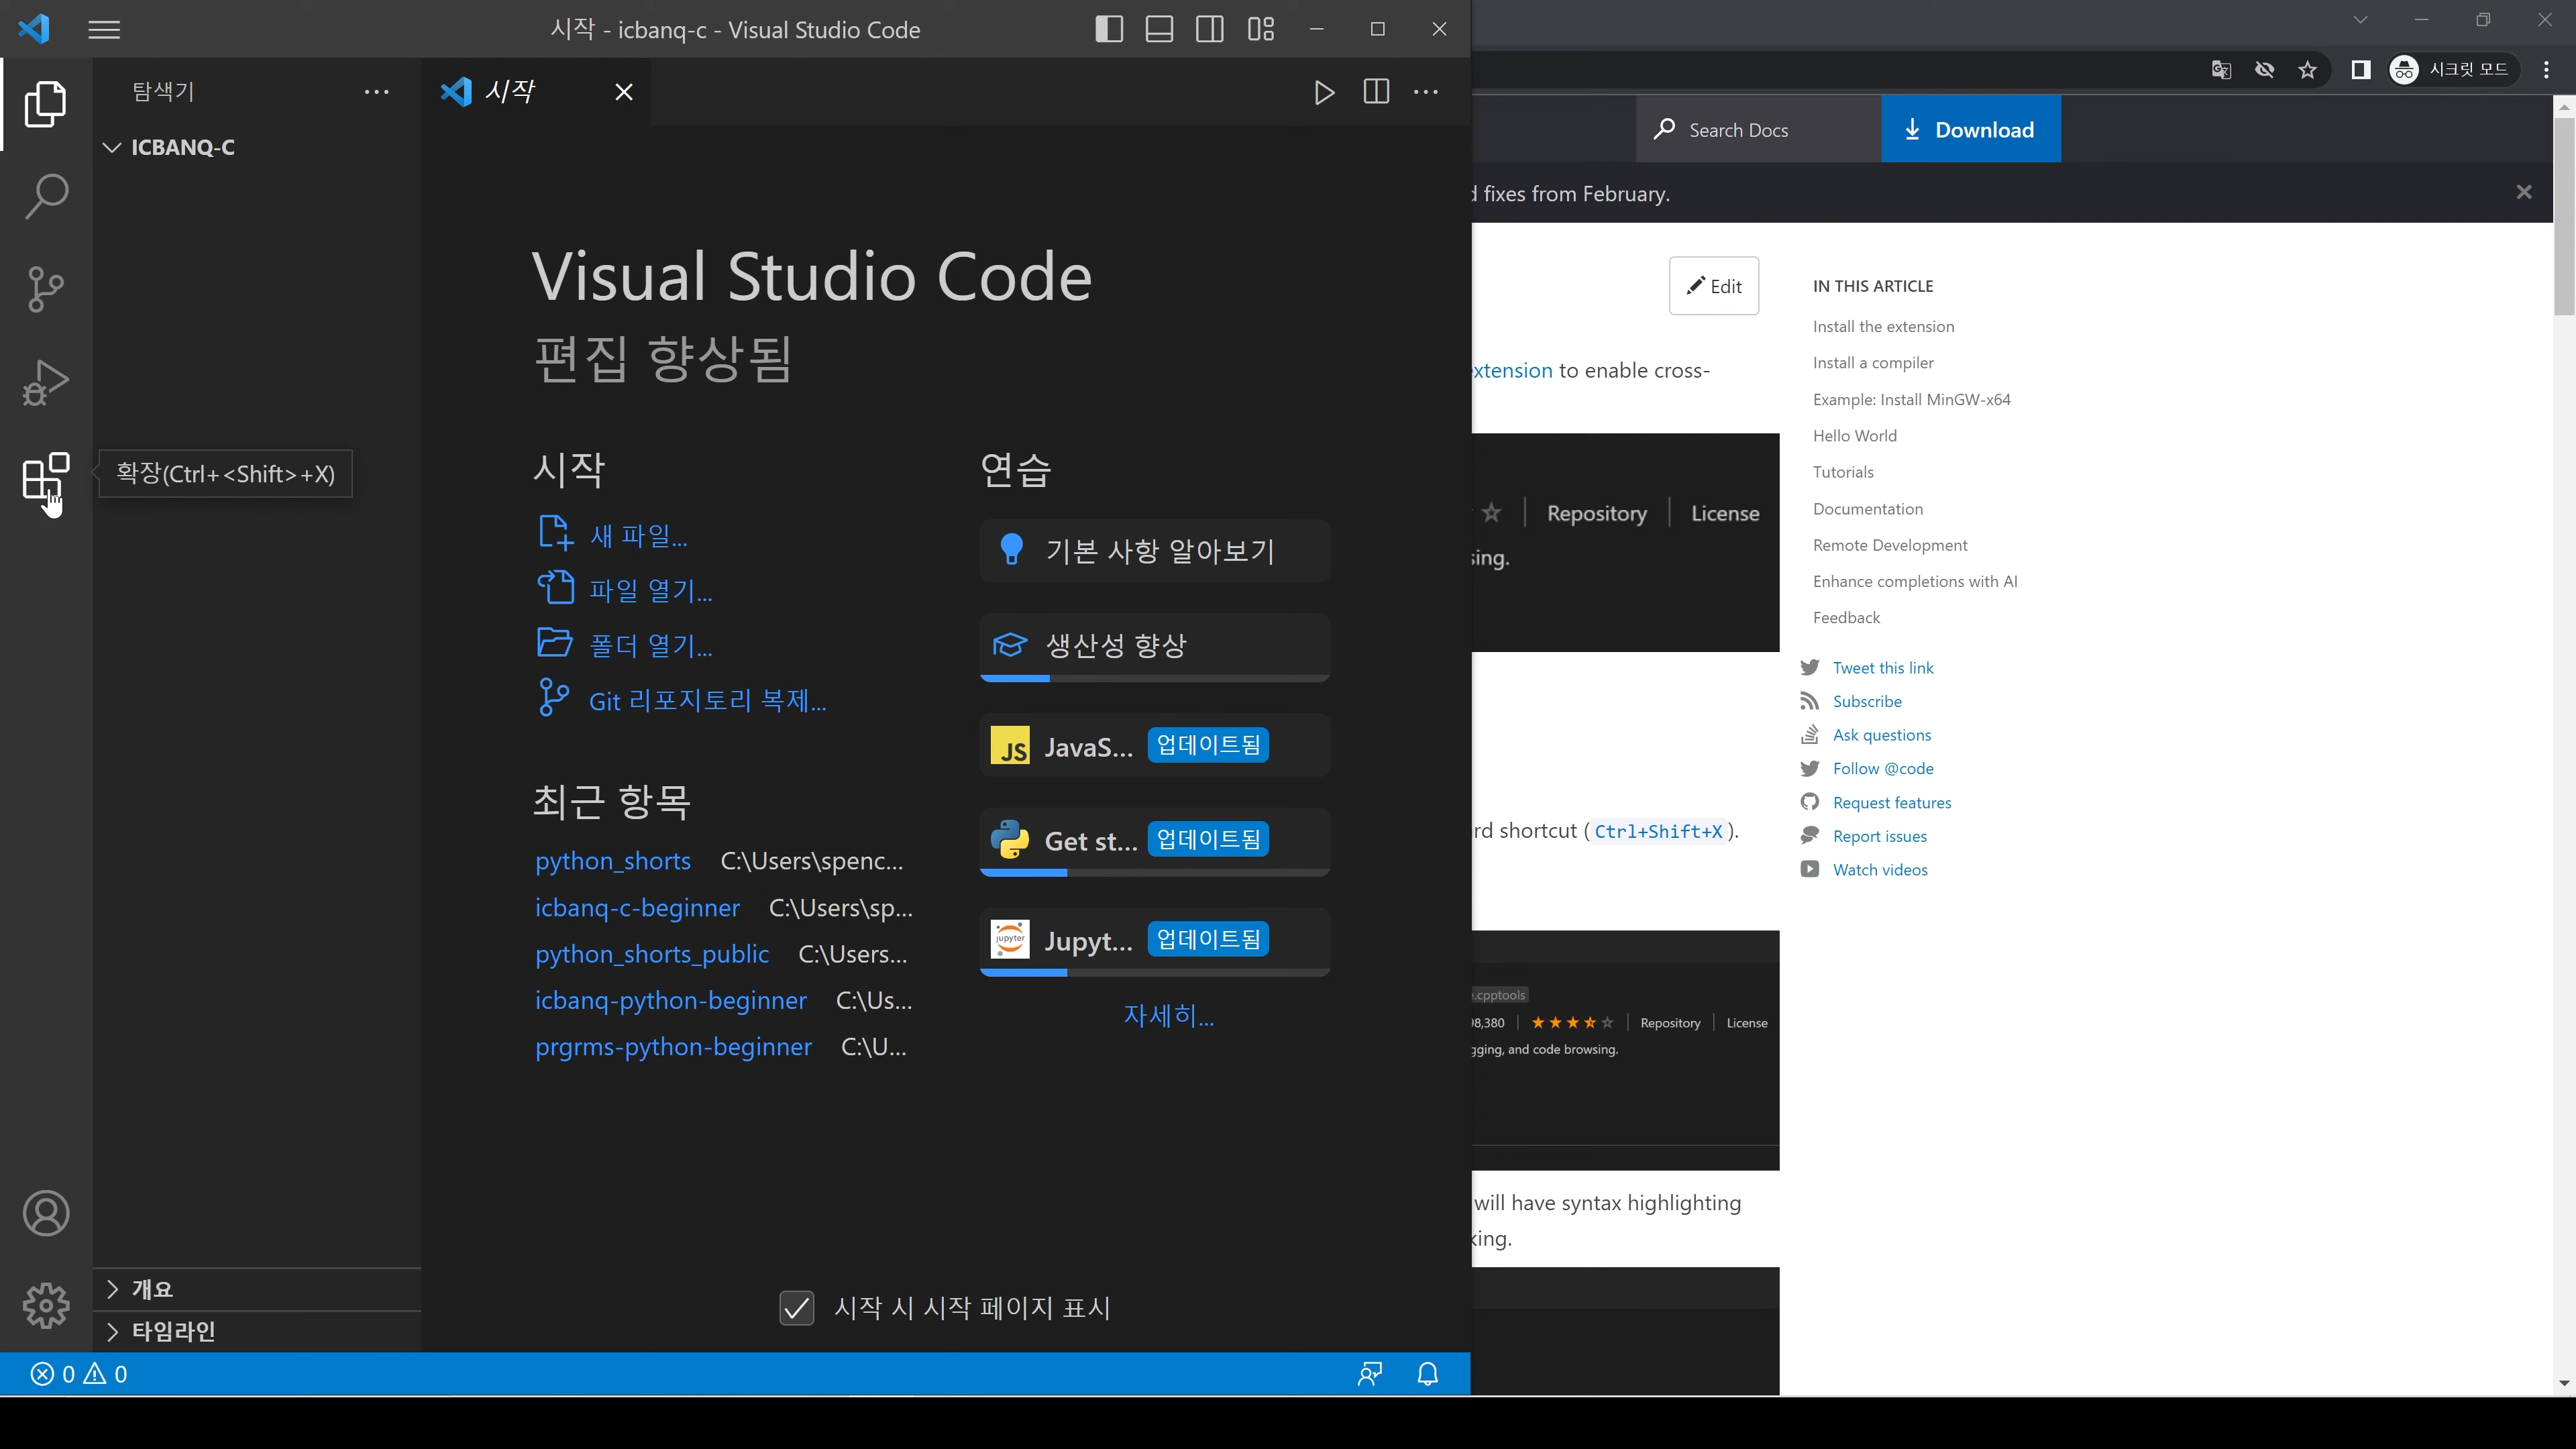 시작 - icbanq-c - Visual Studio Code
탐색기
시작
ICBANQ-C
확장(Ctrl+<Shift>+X)
Visual Studio Code
편집 향상됨
시작
새 파일...
파일 열기...
폴더 열기...
Git 리포지토리 복제...
최근 항목
python_shorts C:\Users\spenc...
icbanq-c-beginner C:\Users\sp...
python_shorts_public C:\Users...
icbanq-python-beginner C:\Us...
prgrms-python-beginner C:\U...
연습
기본 사항 알아보기
생산성 향상
JS JavaS... 업데이트됨
Get st... 업데이트됨
jupyter Jupyt... 업데이트됨
자세히...
시작 시 시작 페이지 표시
개요
타임라인
0 0
시크릿 모드
Search Docs
Download
d fixes from February.
Edit
xtension to enable cross-
Repository License
sing.
rd shortcut (Ctrl+Shift+X).
e.cpptools
98,380 Repository License
gging, and code browsing.
will have syntax highlighting
king.
IN THIS ARTICLE
Install the extension
Install a compiler
Example: Install MinGW-x64
Hello World
Tutorials
Documentation
Remote Development
Enhance completions with AI
Feedback
Tweet this link
Subscribe
Ask questions
Follow @code
Request features
Report issues
Watch videos